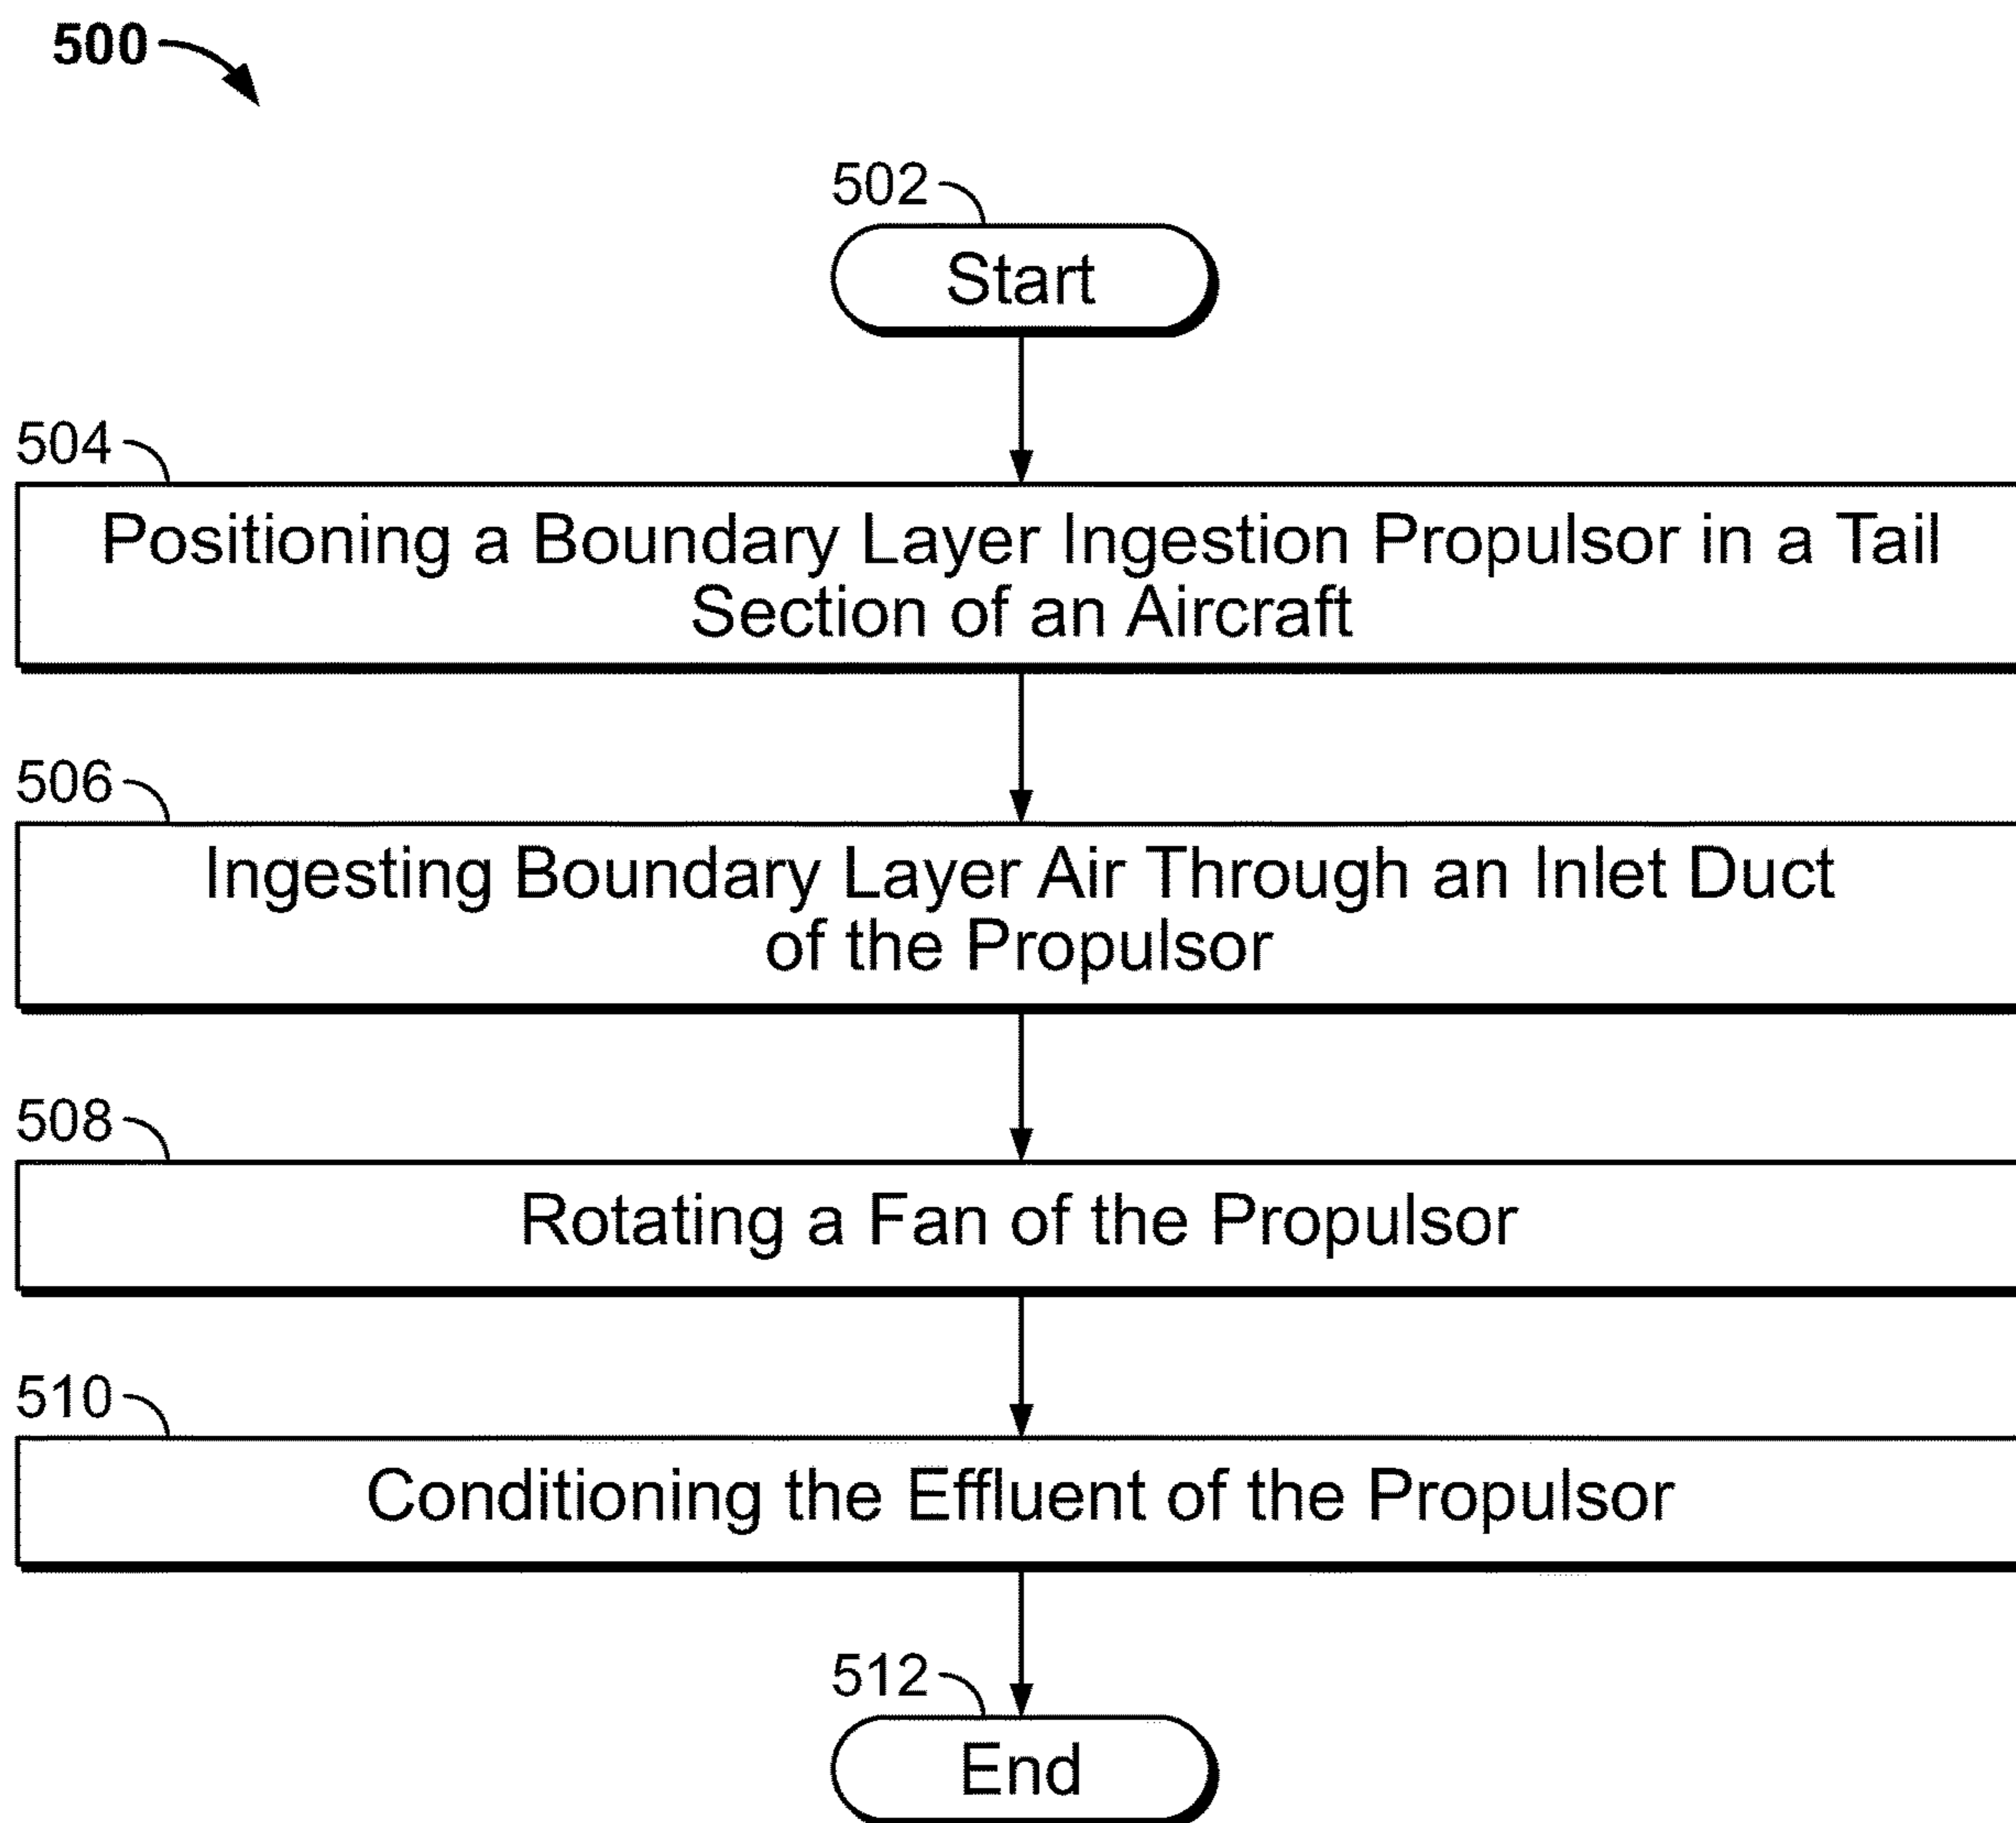 500
502
Start
504
Positioning a Boundary Layer Ingestion Propulsor in a Tail
Section of an Aircraft
506
Ingesting Boundary Layer Air Through an Inlet Duct
of the Propulsor
508
Rotating a Fan of the Propulsor
510
Conditioning the Effluent of the Propulsor
512
End